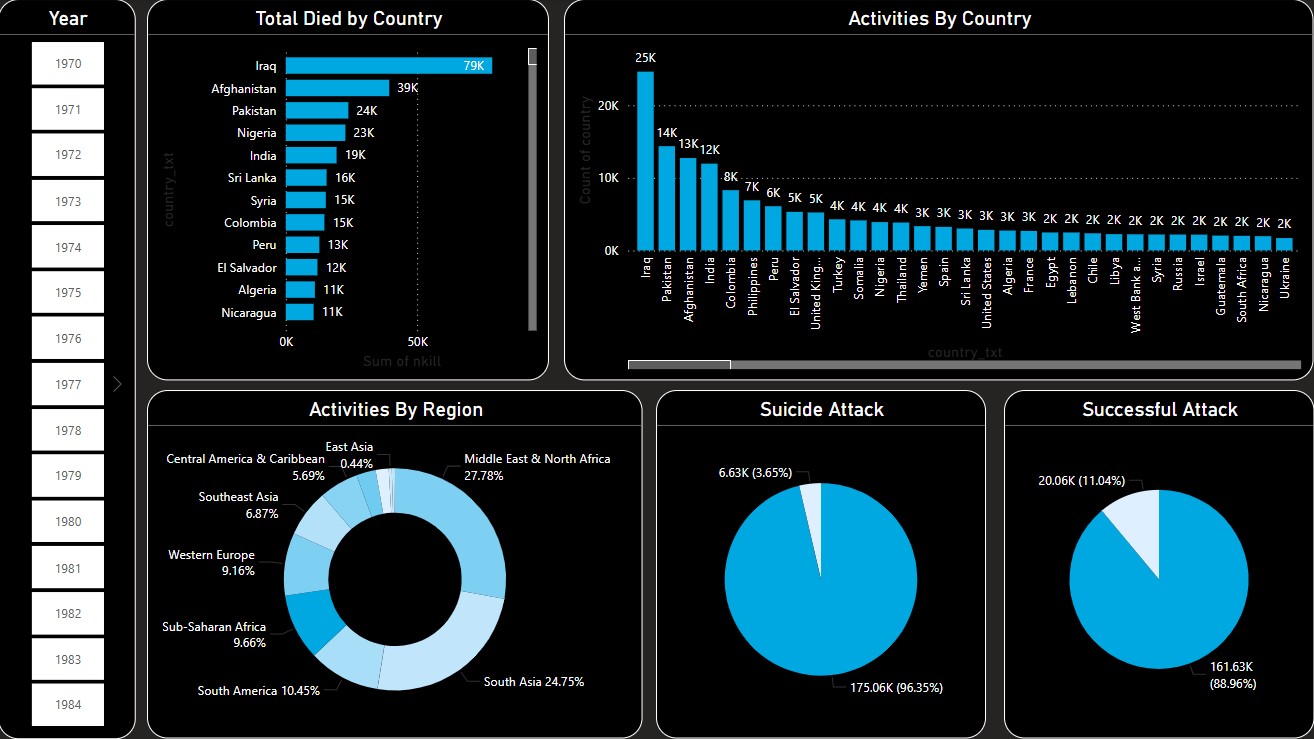 Year
1970
1971
1972
1973
1974
1975
1976
1977
1978
1979
1980
1981
1982
1983
1984
Total Died by Country
country_txt
Iraq 79K
Afghanistan 39K
Pakistan 24K
Nigeria 23K
India 19K
Sri Lanka 16K
Syria 15K
Colombia 15K
Peru 13K
El Salvador 12K
Algeria 11K
Nicaragua 11K
0K 50K
Sum of nkill
Activities By Country
Count of country
20K
10K
0K
25K 14K 13K 12K 8K 7K 6K 5K 5K 4K 4K 4K 4K 3K 3K 3K 3K 3K 3K 2K 2K 2K 2K 2K 2K 2K 2K 2K 2K 2K 2K
Iraq
Pakistan
Afghanistan
India
Colombia
Philippines
Peru
El Salvador
United King...
Turkey
Somalia
Nigeria
Thailand
Yemen
Spain
Sri Lanka
United States
Algeria
France
Egypt
Lebanon
Chile
Libya
West Bank a...
Syria
Russia
Israel
Guatemala
South Africa
Nicaragua
Ukraine
country_txt
Activities By Region
East Asia
0.44%
Central America & Caribbean
5.69%
Southeast Asia
6.87%
Western Europe
9.16%
Sub-Saharan Africa
9.66%
South America 10.45%
Middle East & North Africa
27.78%
South Asia 24.75%
Suicide Attack
6.63K (3.65%)
175.06K (96.35%)
Successful Attack
20.06K (11.04%)
161.63K
(88.96%)